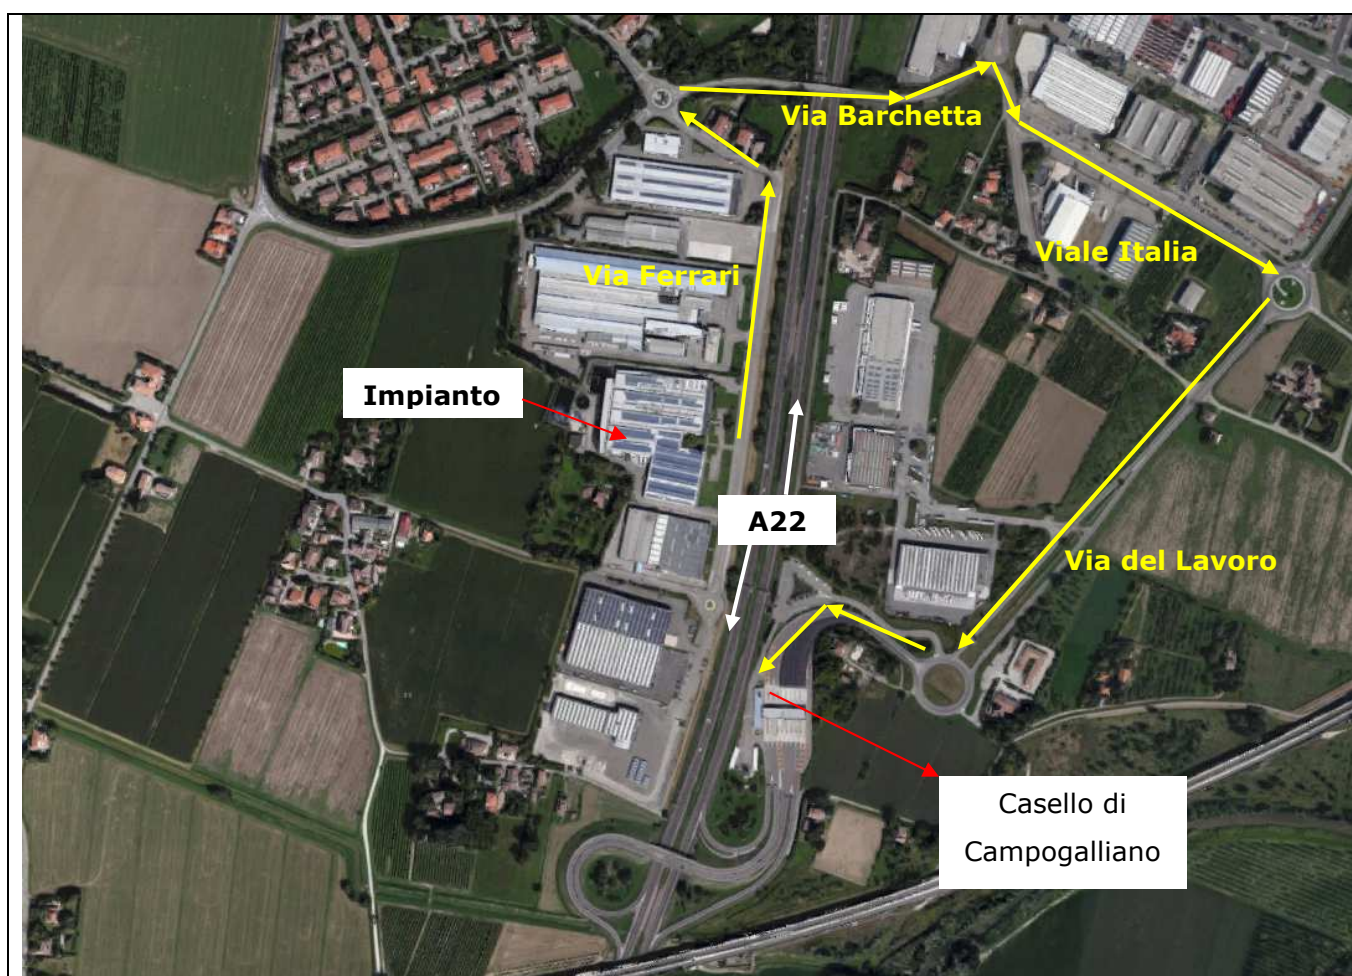 Via Barchetta
Viale Italia
Via Ferrari
Impianto
A22
Via del Lavoro
Casello di
Campogalliano